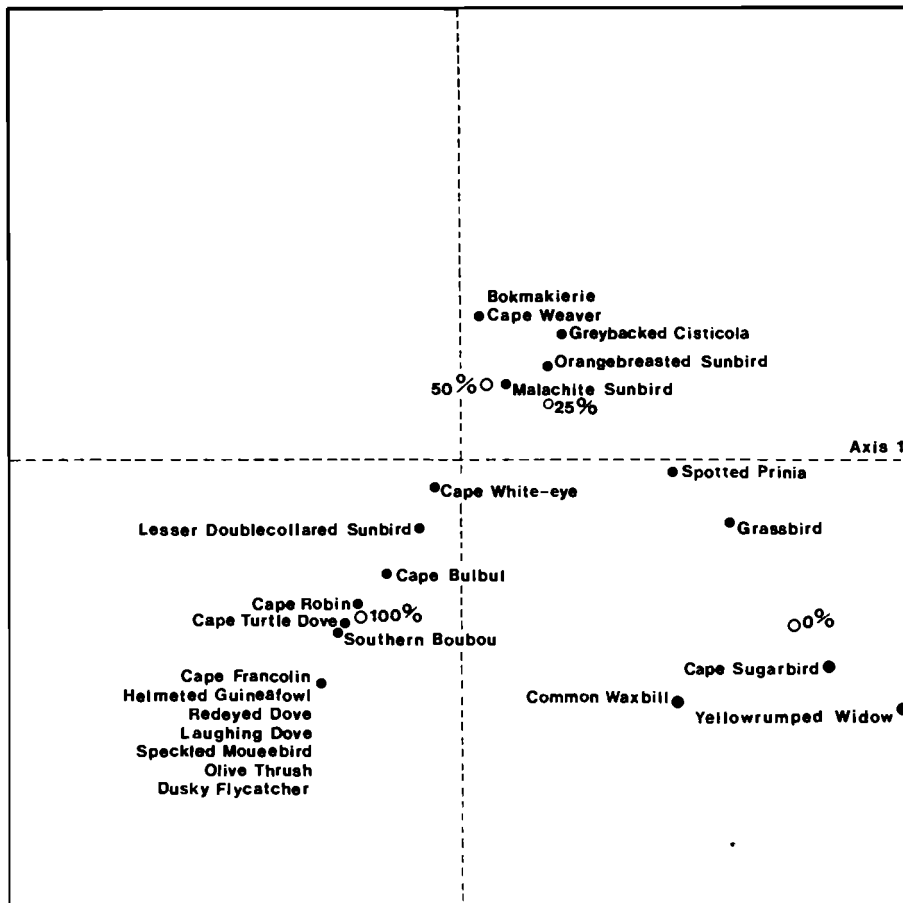 Bokmakierie
Cape Weaver
Greybacked Cisticola
Orangebreasted Sunbird
50% Malachite Sunbird
25%
Axis 1
Spotted Prinia
Cape White-eye
Lesser Doublecollared Sunbird
Grassbird
Cape Bulbul
Cape Robin
100%
Cape Turtle Dove
0%
Southern Boubou
Cape Sugarbird
Cape Francolin
Helmeted Guineafowl
Common Waxbill
Redeyed Dove
Yellowrumped Widow
Laughing Dove
Speckled Moueebird
Olive Thrush
Dusky Flycatcher